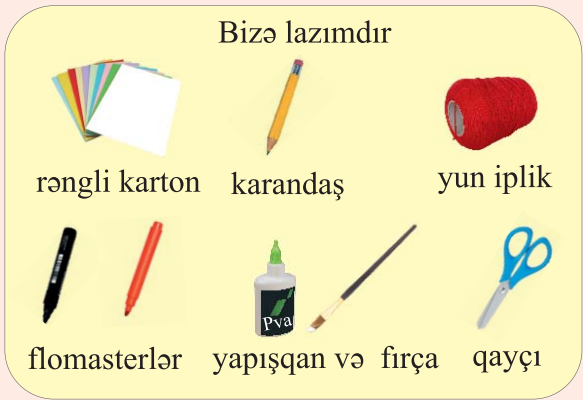 Bizə lazımdır
rəngli karton
karandaş
yun iplik
Pva
flomasterlər
yapışqan və fırça
qayçı